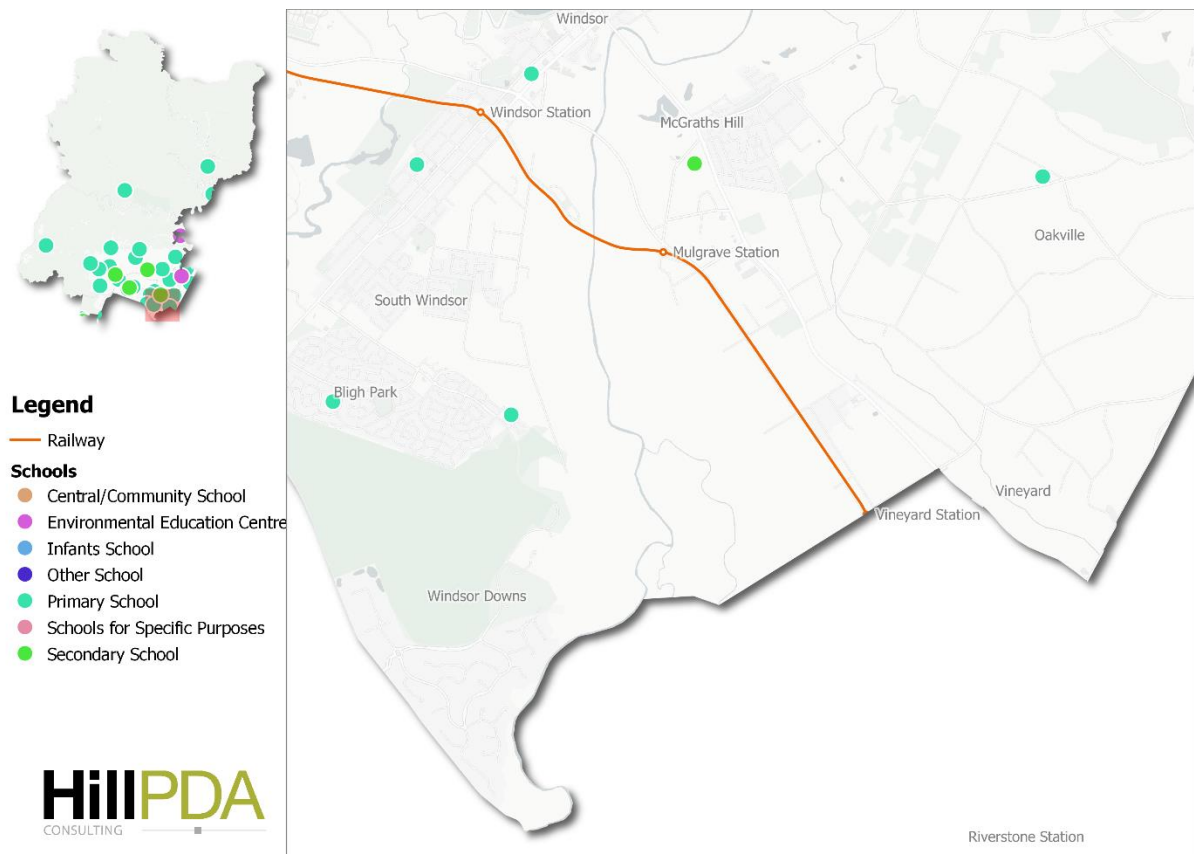 Legend
Railway
Schools
Central/Community School
Environmental Education Centre
Infants School
Other School
Primary School
Schools for Specific Purposes
Secondary School
HillPDA
CONSULTING
Windsor
Windsor Station
McGraths Hill
Mulgrave Station
Oakville
South Windsor
Bligh Park
Vineyard
Vineyard Station
Windsor Downs
Riverstone Station